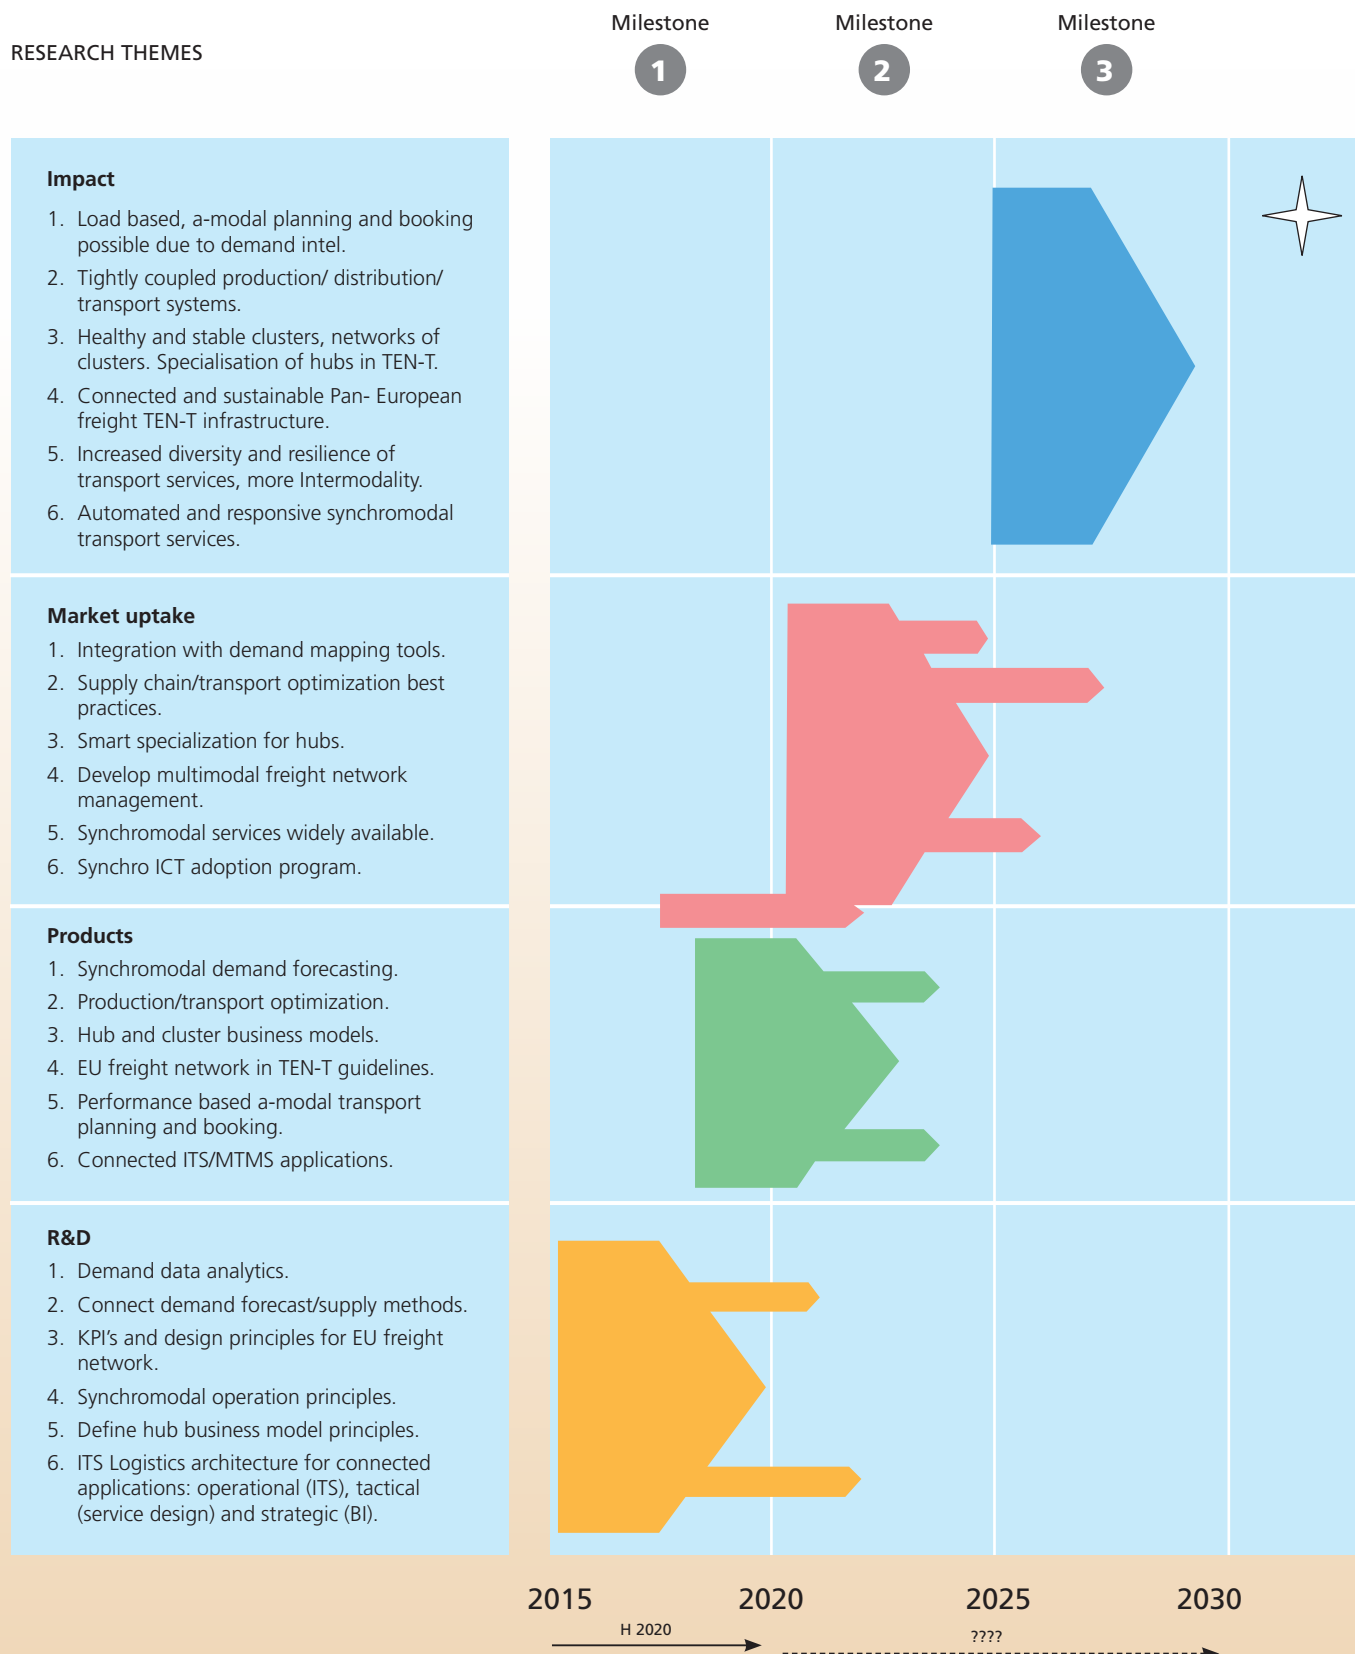 Milestone Milestone Milestone
RESEARCH THEMES
1 2 3
Impact
1. Load based, a-modal planning and booking
possible due to demand intel.
2. Tightly coupled production/ distribution/
transport systems.
3. Healthy and stable clusters, networks of
clusters. Specialisation of hubs in TEN-T.
4. Connected and sustainable Pan- European
freight TEN-T infrastructure.
5. Increased diversity and resilience of
transport services, more Intermodality.
6. Automated and responsive synchromodal
transport services.
Market uptake
1. Integration with demand mapping tools.
2. Supply chain/transport optimization best
practices.
3. Smart specialization for hubs.
4. Develop multimodal freight network
management.
5. Synchromodal services widely available.
6. Synchro ICT adoption program.
Products
1. Synchromodal demand forecasting.
2. Production/transport optimization.
3. Hub and cluster business models.
4. EU freight network in TEN-T guidelines.
5. Performance based a-modal transport
planning and booking.
6. Connected ITS/MTMS applications.
R&D
1. Demand data analytics.
2. Connect demand forecast/supply methods.
3. KPI's and design principles for EU freight
network.
4. Synchromodal operation principles.
5. Define hub business model principles.
6. ITS Logistics architecture for connected
applications: operational (ITS), tactical
(service design) and strategic (BI).
2015 2020 2025 2030
H 2020 ????